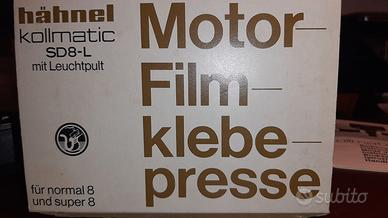 hähnel
kollmatic
SD8-L
mit Leuchtpult
für normal 8
und super 8
Motor-
Film-
klebe-
presse
subito